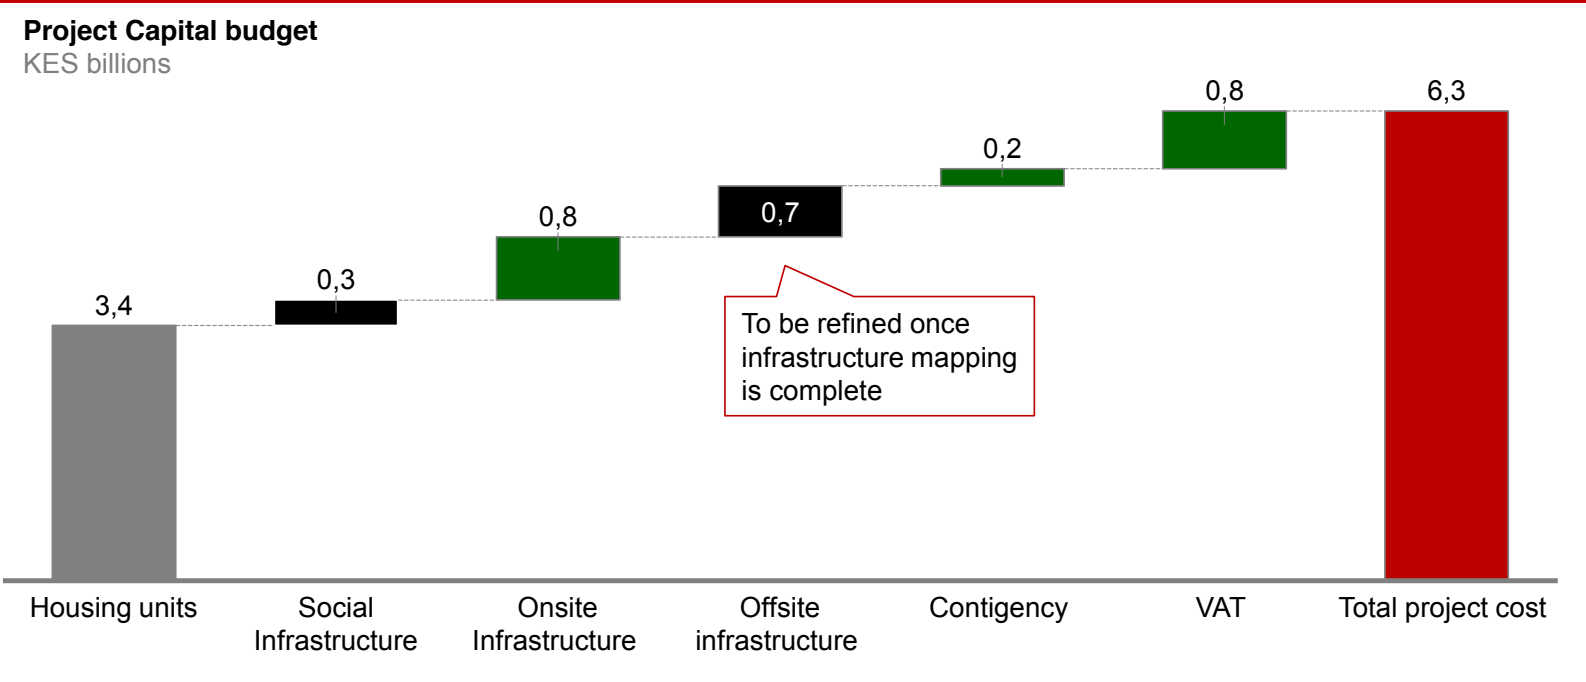 Project Capital budget
KES billions
0,8
6,3
0,2
0,8
0,7
0,3
3,4
To be refined once
infrastructure mapping
is complete
Housing units
Social
Infrastructure
Onsite
Infrastructure
Offsite
infrastructure
Contigency
VAT
Total project cost